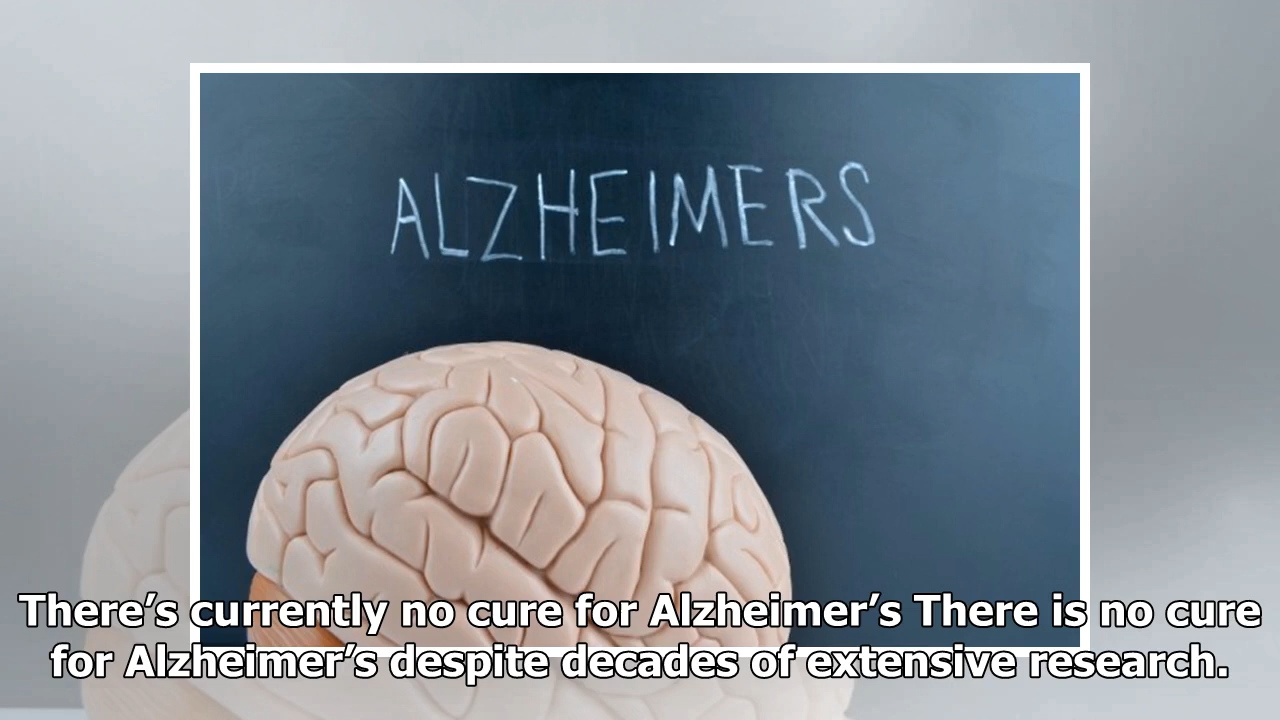 ALZHEIMERS
There’s currently no cure for Alzheimer’s There is no cure
for Alzheimer’s despite decades of extensive research.